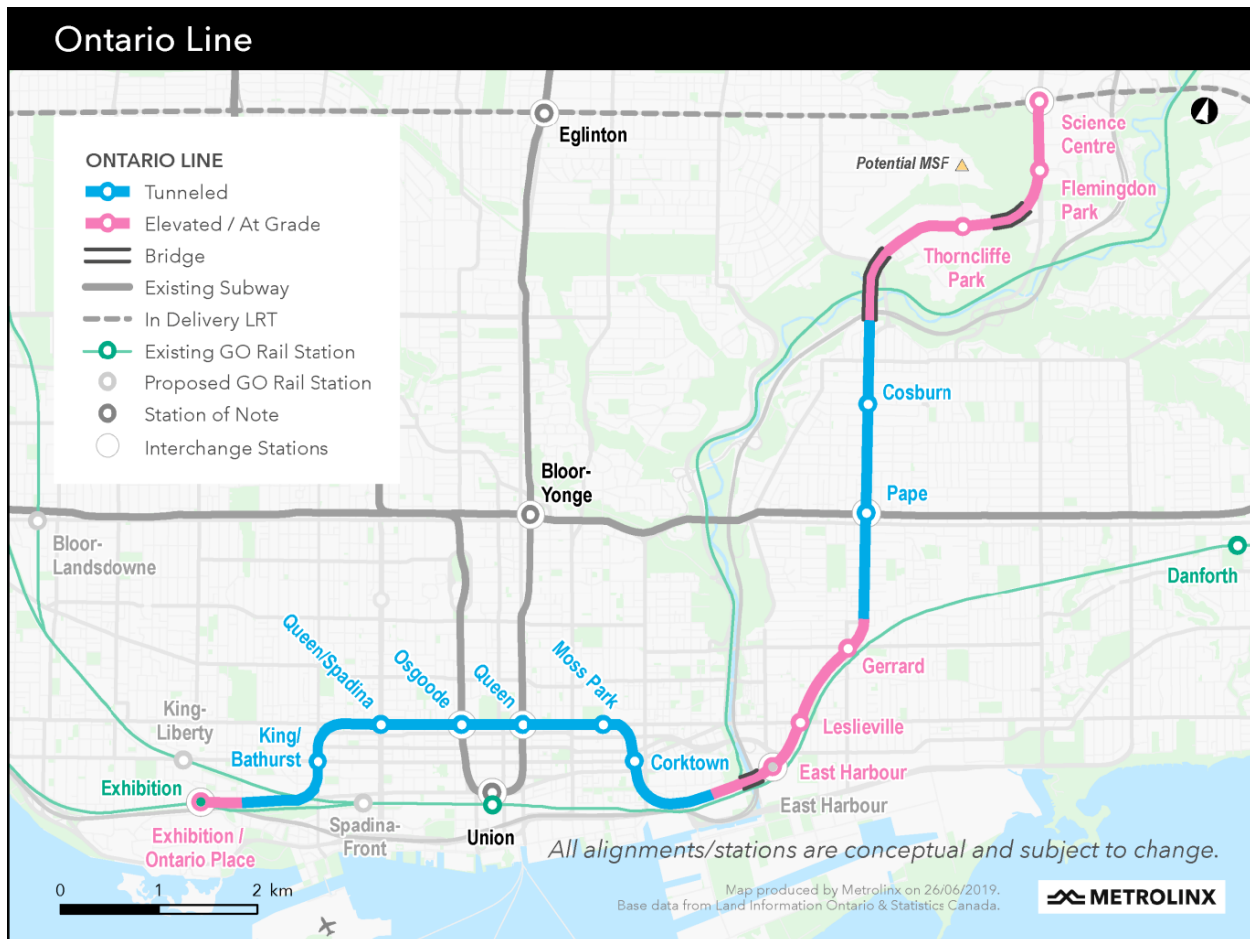 Ontario Line
ONTARIO LINE
Tunneled
Elevated / At Grade
Bridge
Existing Subway
In Delivery LRT
Existing GO Rail Station
Proposed GO Rail Station
Station of Note
Interchange Stations
Eglinton
Potential MSF
Science
Centre
Flemingdon
Park
Thorncliffe
Park
Cosburn
Bloor-
Yonge
Pape
Bloor-
Landsdowne
Danforth
Queen/Spadina
Osgoode
Queen
Moss Park
Gerrard
King-
Liberty
King/
Bathurst
Leslieville
Corktown
East Harbour
Exhibition
East Harbour
Exhibition /
Ontario Place
Spadina-
Front
Union
All alignments/stations are conceptual and subject to change.
0 1 2 km
Map produced by Metrolinx on 26/06/2019.
Base data from Land Information Ontario & Statistics Canada.
METROLINX